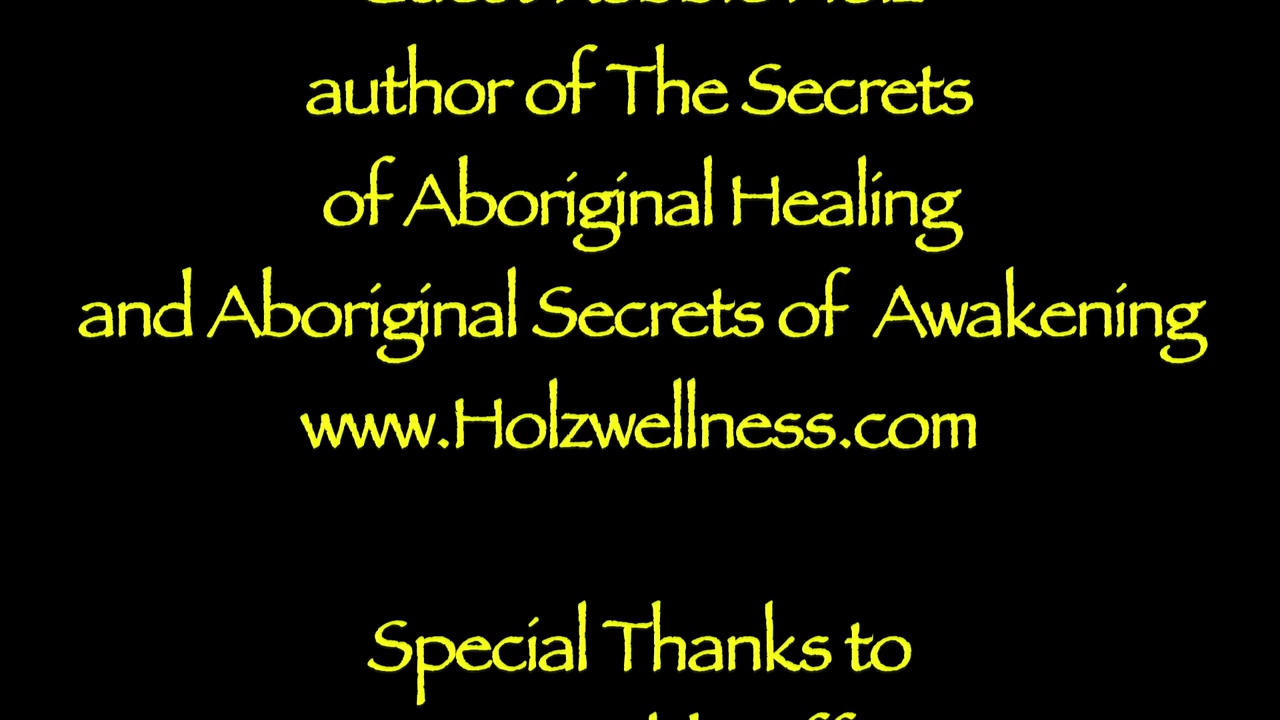 author of The Secrets
of Aboriginal Healing
and Aboriginal Secrets of Awakening
www.Holzwellness.com
Special Thanks to